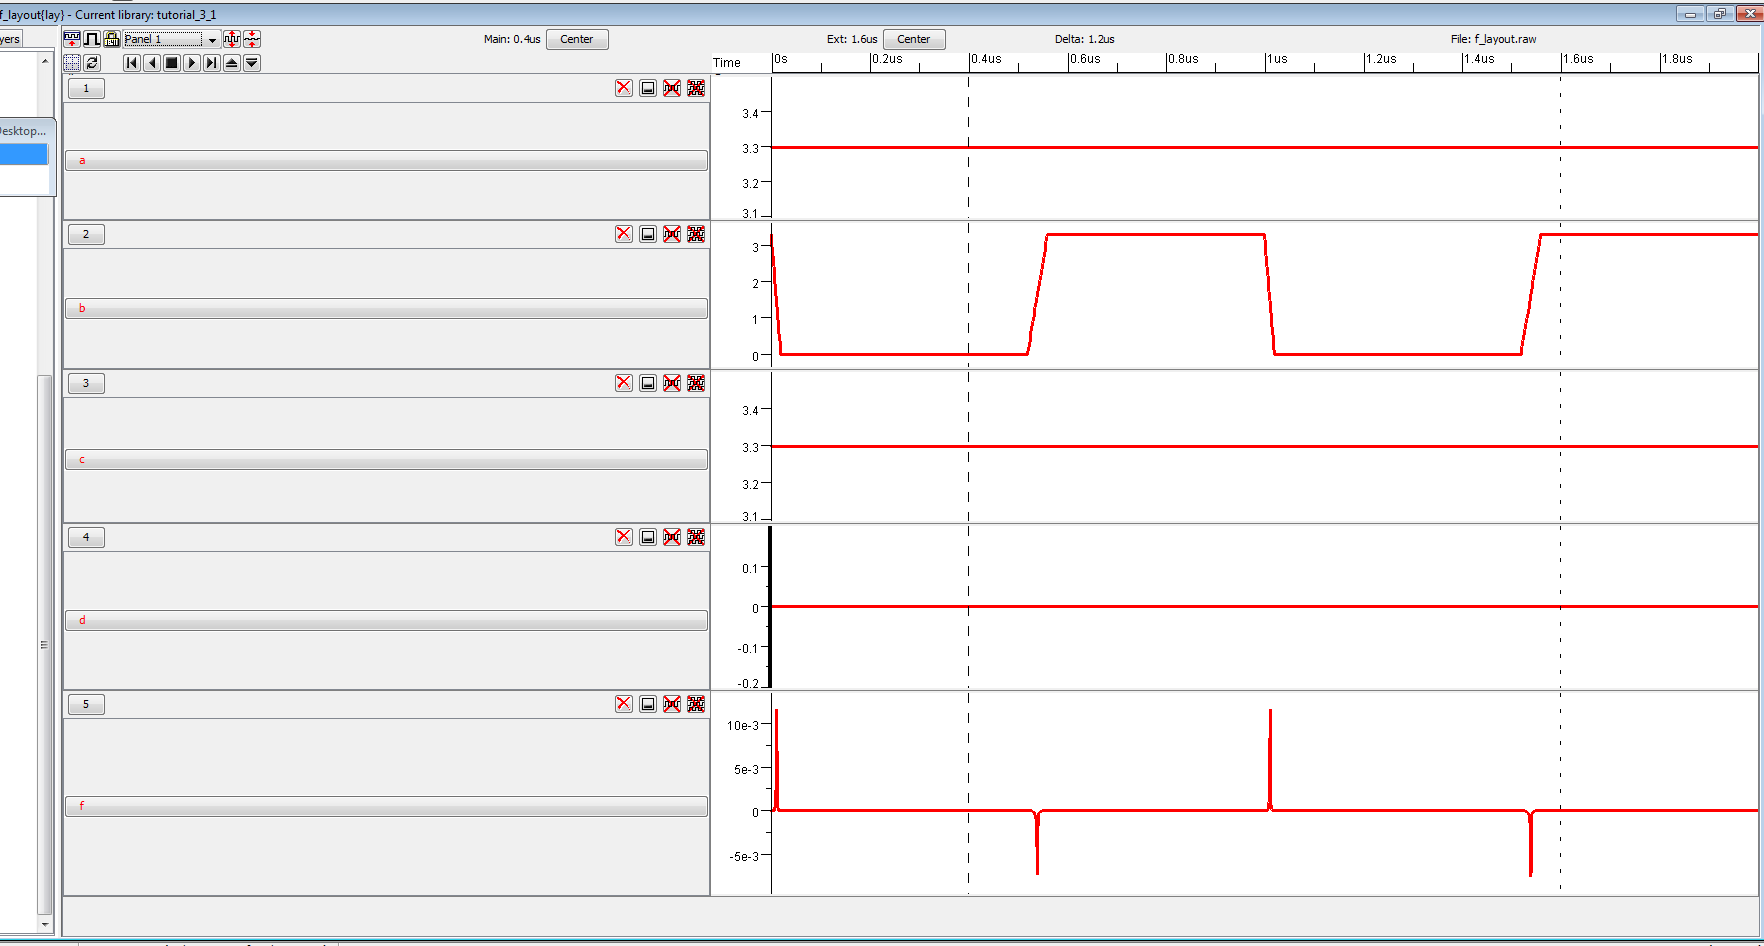 f_layout{lay} - Current library: tutorial_3_1
yers
Panel 1
Main: 0.4us
Center
Ext: 1.6us
Center
Delta: 1.2us
File: f_layout.raw
Time
0s 0.2us 0.4us 0.6us 0.8us 1us 1.2us 1.4us 1.6us 1.8us
Desktop...
1
a
3.4
3.3
3.2
3.1
2
b
3
2
1
0
3
c
3.4
3.3
3.2
3.1
4
d
0.1
0
-0.1
-0.2
5
f
10e-3
5e-3
0
-5e-3